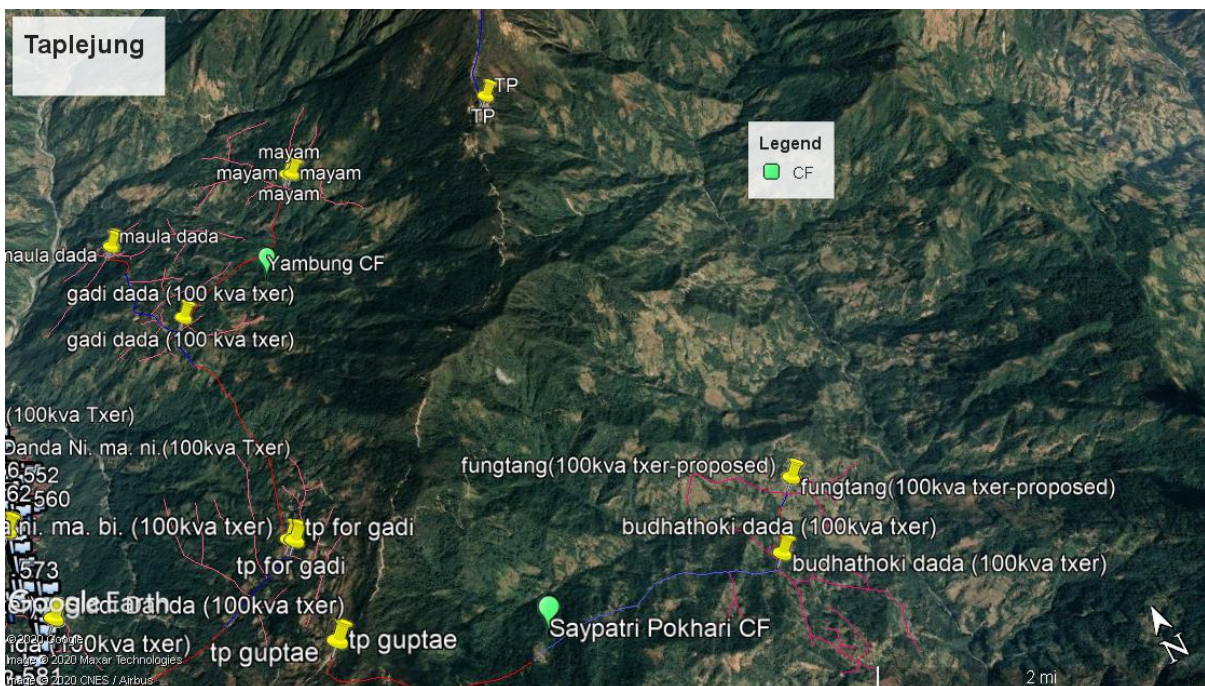 Taplejung
TP
TP
Legend
CF
mayam
mayam mayam
mayam
maula dada
maula dada
Yambung CF
gadi dada (100 kva txer)
gadi dada (100 kva txer)
(100kva Txer)
Danda Ni. ma. ni.(100kva Txer)
552
560
fungtang(100kva txer-proposed)
fungtang(100kva txer-proposed)
ni. ma. bi. (100kva txer)
tp for gadi
tp for gadi
budhathoki dada (100kva txer)
budhathoki dada (100kva txer)
573
Google Earth
Danda (100kva txer)
Saypatri Pokhari CF
© 2020 Google
tp guptae
tp guptae
(100kva txer)
Image © 2020 Maxar Technologies
Image © 2020 CNES / Airbus
581
2 mi
N